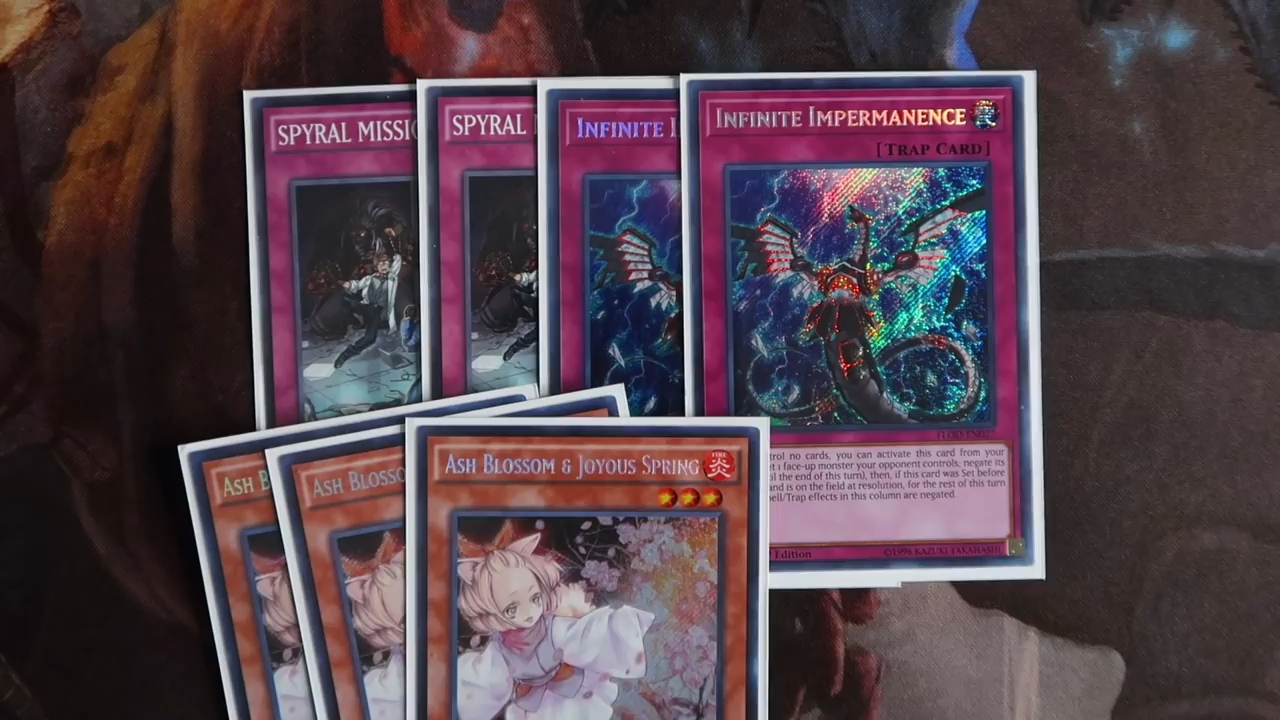 SPYRAL MISSIO
SPYRAL
INFINITE I
INFINITE IMPERMANENCE
[TRAP CARD]
trol no cards, you can activate this card from your
1 face-up monster your opponent controls; negate its
il the end of this turn), then, if this card was Set before
and is on the field at resolution, for the rest of this turn
ell/Trap effects in this column are negated.
Edition
©1996 KAZUKI TAKAHASHI
ASH B
ASH BLOSSO
ASH BLOSSOM & JOYOUS SPRING
FIRE
炎